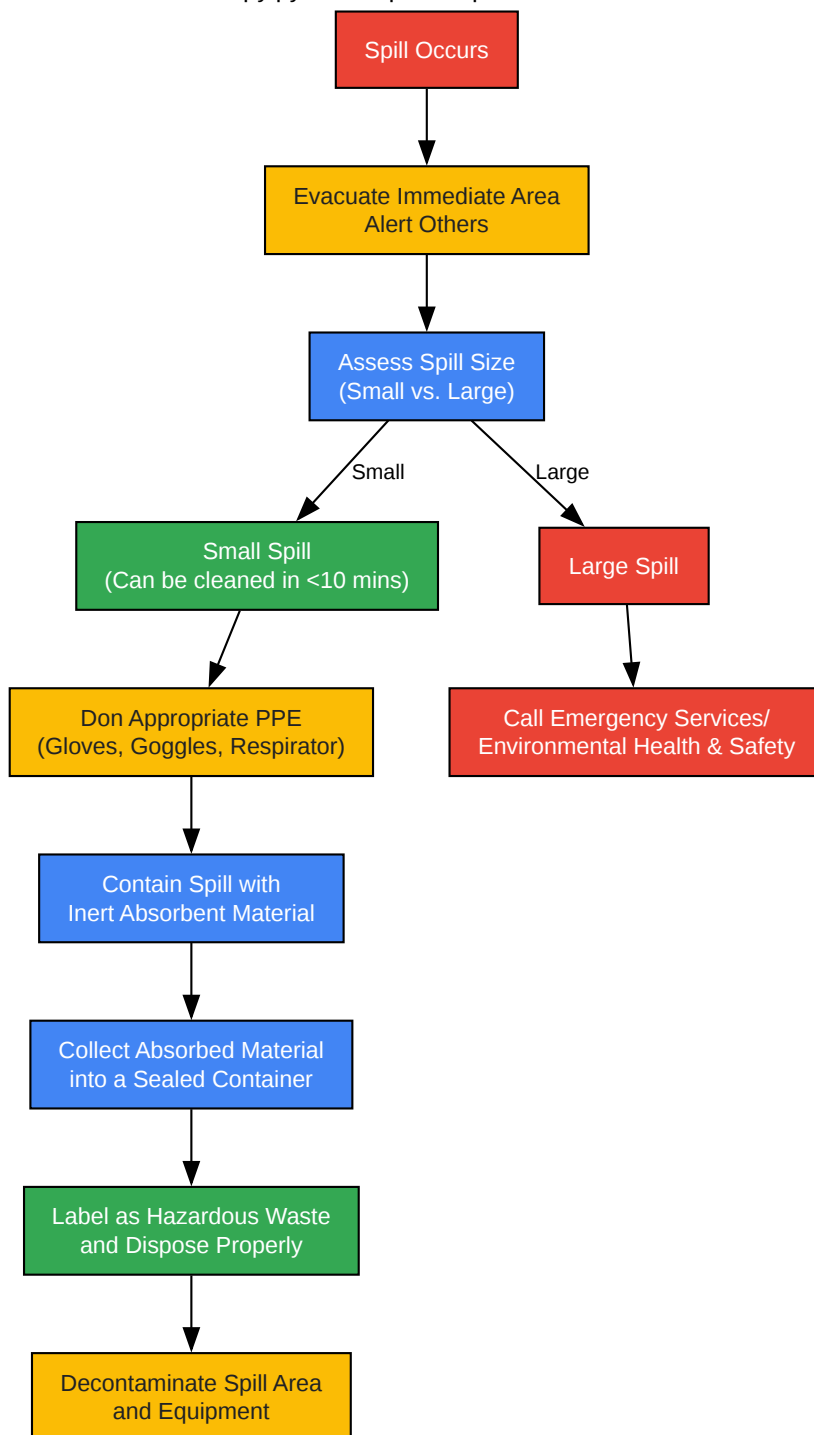 Spill Occurs
Evacuate Immediate Area
Alert Others
Assess Spill Size
(Small vs. Large)
Small
Large
Small Spill
(Can be cleaned in <10 mins)
Large Spill
Don Appropriate PPE
(Gloves, Goggles, Respirator)
Call Emergency Services/
Environmental Health & Safety
Contain Spill with
Inert Absorbent Material
Collect Absorbed Material
into a Sealed Container
Label as Hazardous Waste
and Dispose Properly
Decontaminate Spill Area
and Equipment